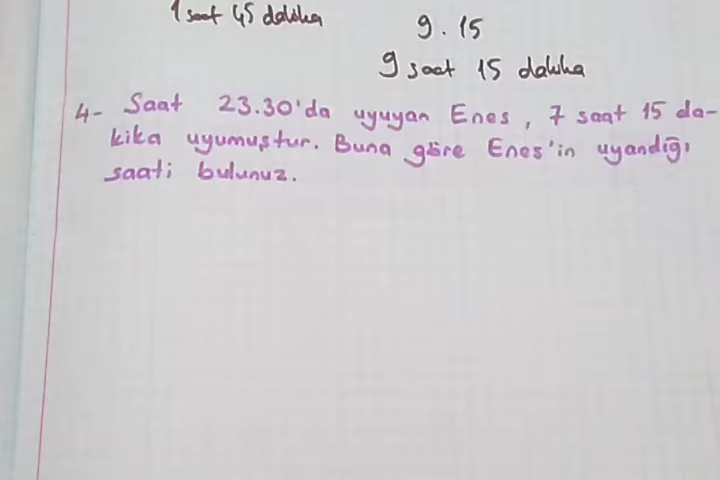 1 saat 45 dakika
9.15
9 saat 15 dakika
4- Saat 23.30'da uyuyan Enes, 7 saat 15 da-
kika uyumuştur. Buna göre Enes'in uyandığı
saati bulunuz.